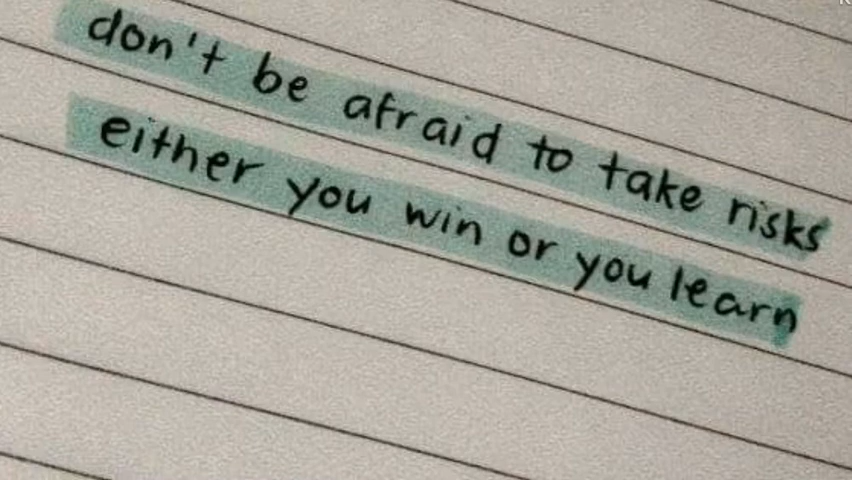 don't be afraid to take risks
either you win or you learn